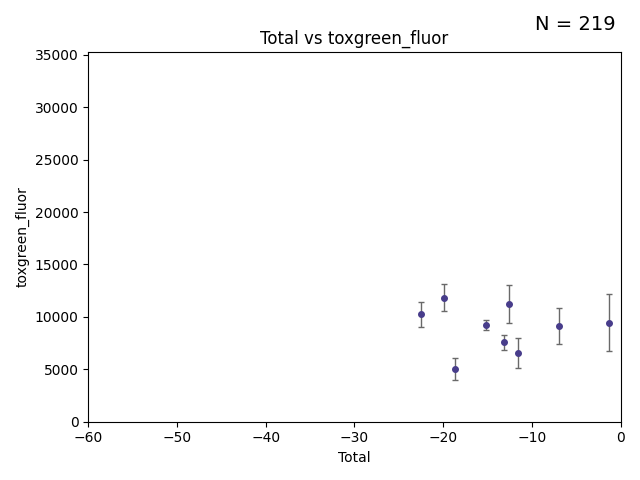 N = 219
Total vs toxgreen_fluor
35000
30000
25000
20000
15000
10000
5000
0
toxgreen_fluor
−60 −50 −40 −30 −20 −10 0
Total